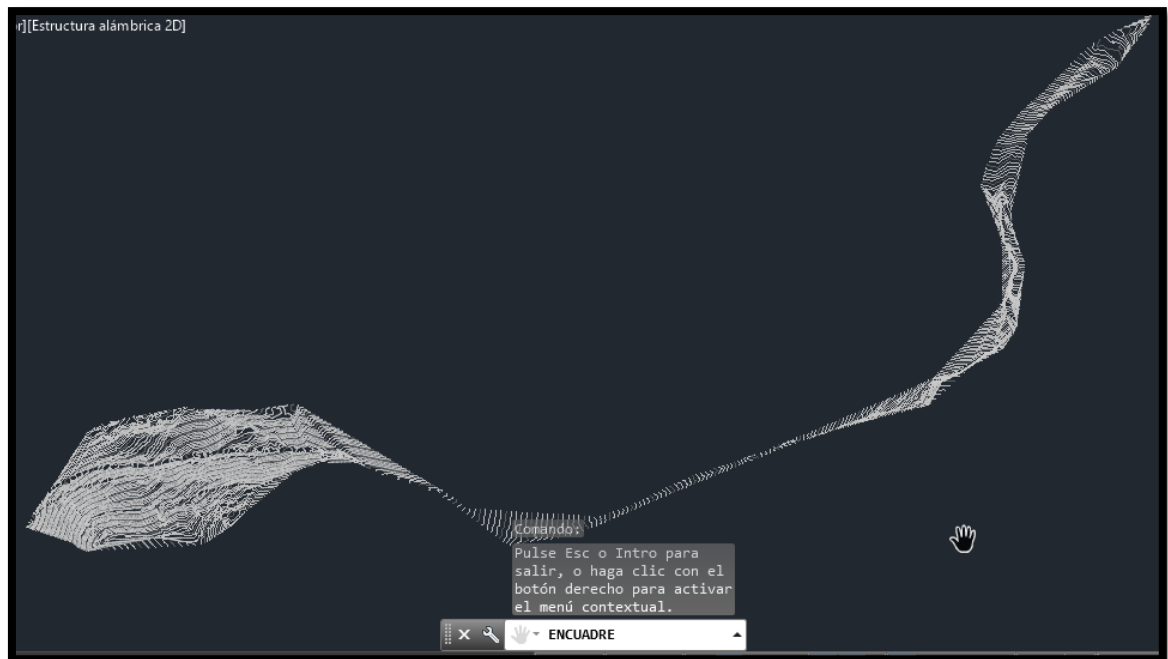 r][Estructura alámbrica 2D]
Comando:
Pulse Esc o Intro para
salir, o haga clic con el
botón derecho para activar
el menú contextual.
ENCUADRE